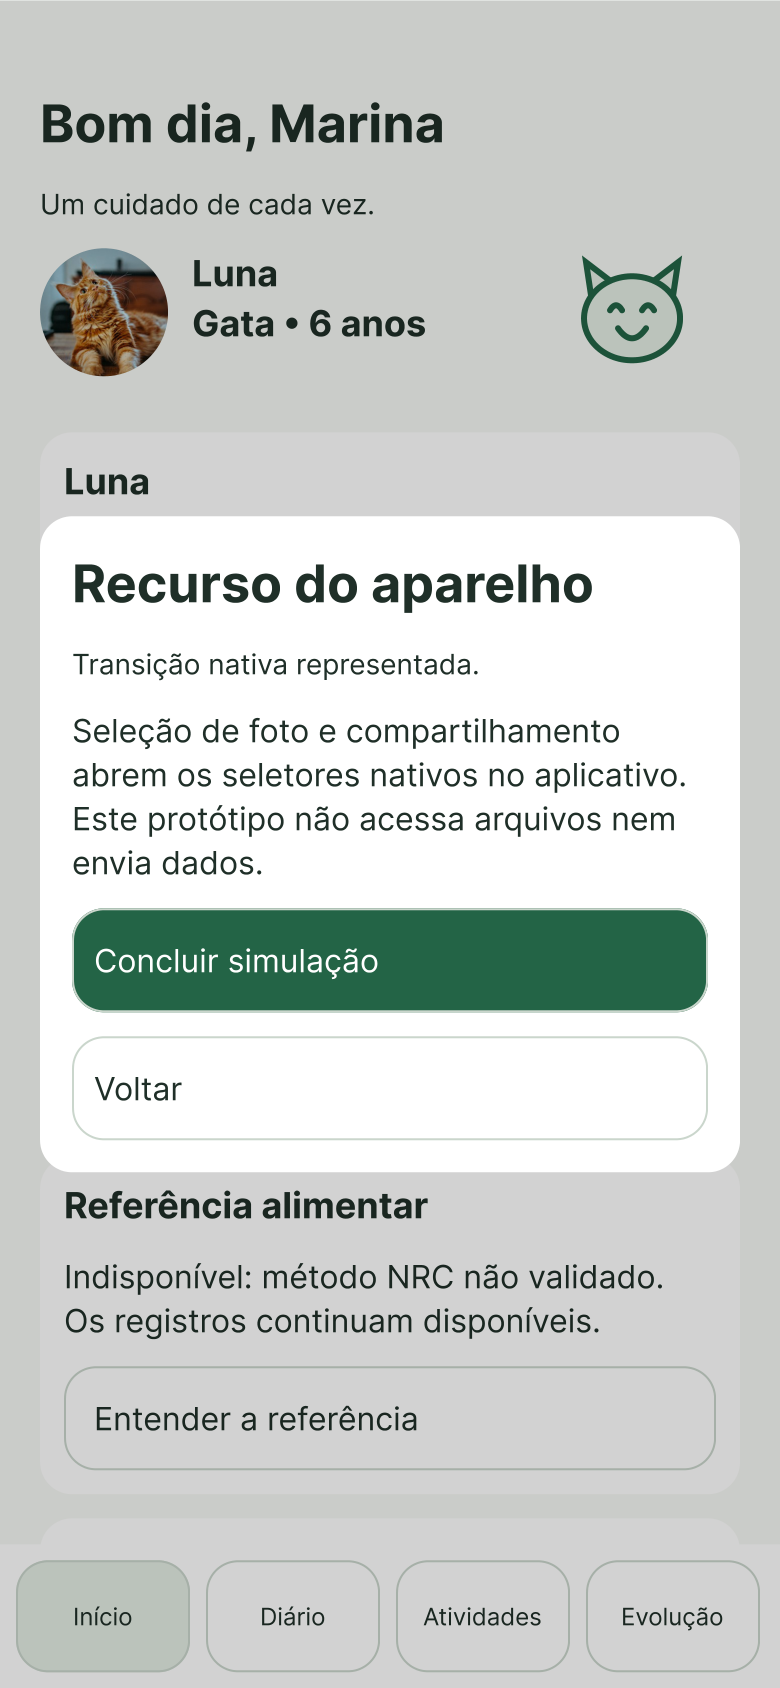 Bom dia, Marina
Um cuidado de cada vez.
Luna
Gata • 6 anos
Luna
Recurso do aparelho
Transição nativa representada.
Seleção de foto e compartilhamento
abrem os seletores nativos no aplicativo.
Este protótipo não acessa arquivos nem
envia dados.
Concluir simulação
Voltar
Referência alimentar
Indisponível: método NRC não validado.
Os registros continuam disponíveis.
Entender a referência
Início
Diário
Atividades
Evolução